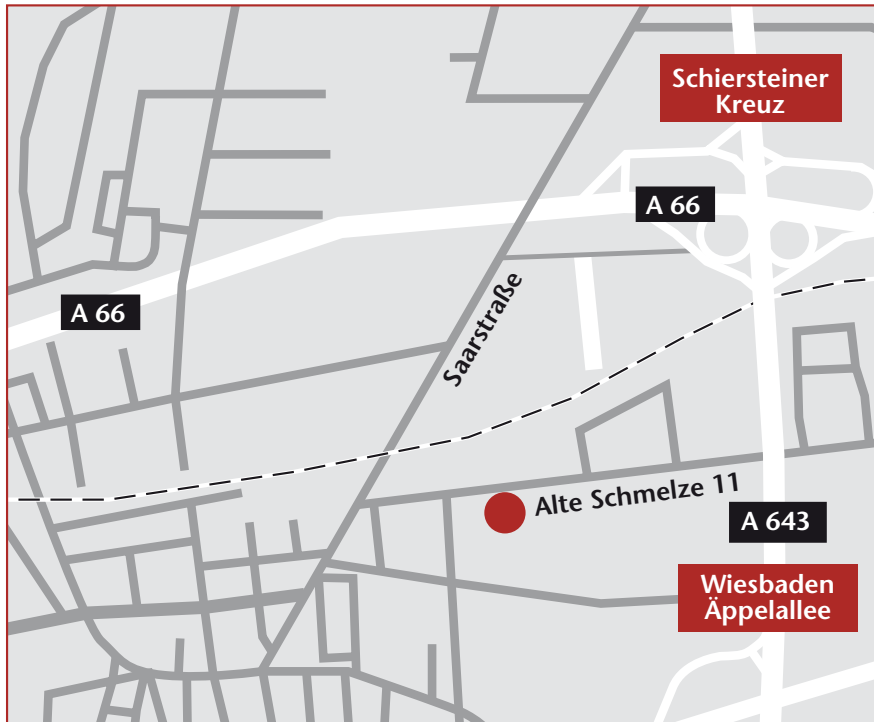 Schiersteiner
Kreuz
A 66
A 66
Saarstraße
Alte Schmelze 11
A 643
Wiesbaden
Äppelallee